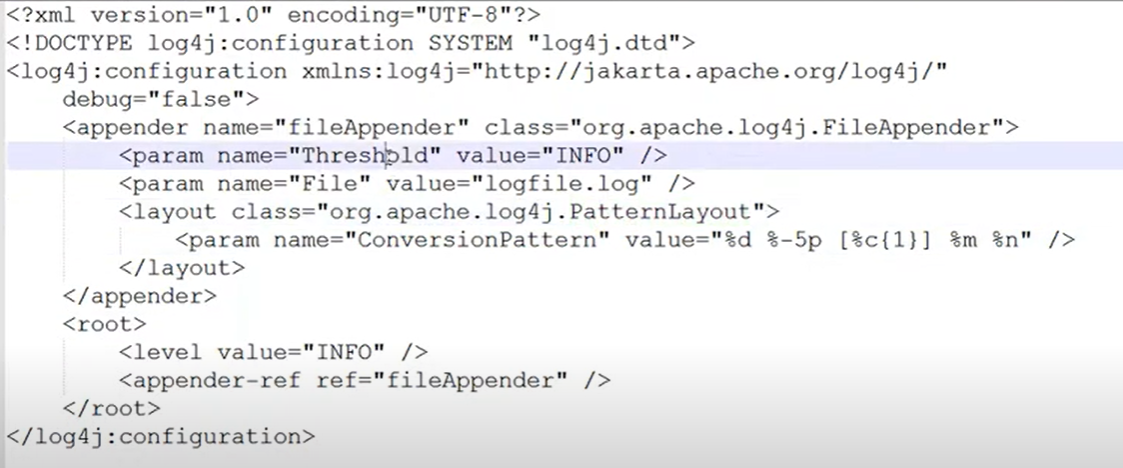 <?xml version="1.0" encoding="UTF-8"?>
<!DOCTYPE log4j:configuration SYSTEM "log4j.dtd">
<log4j:configuration xmlns:log4j="http://jakarta.apache.org/log4j/"
debug="false">
<appender name="fileAppender" class="org.apache.log4j.FileAppender">
<param name="Threshold" value="INFO" />
<param name="File" value="logfile.log" />
<layout class="org.apache.log4j.PatternLayout">
<param name="ConversionPattern" value="%d %-5p [%c{1}] %m %n" />
</layout>
</appender>
<root>
<level value="INFO" />
<appender-ref ref="fileAppender" />
</root>
</log4j:configuration>